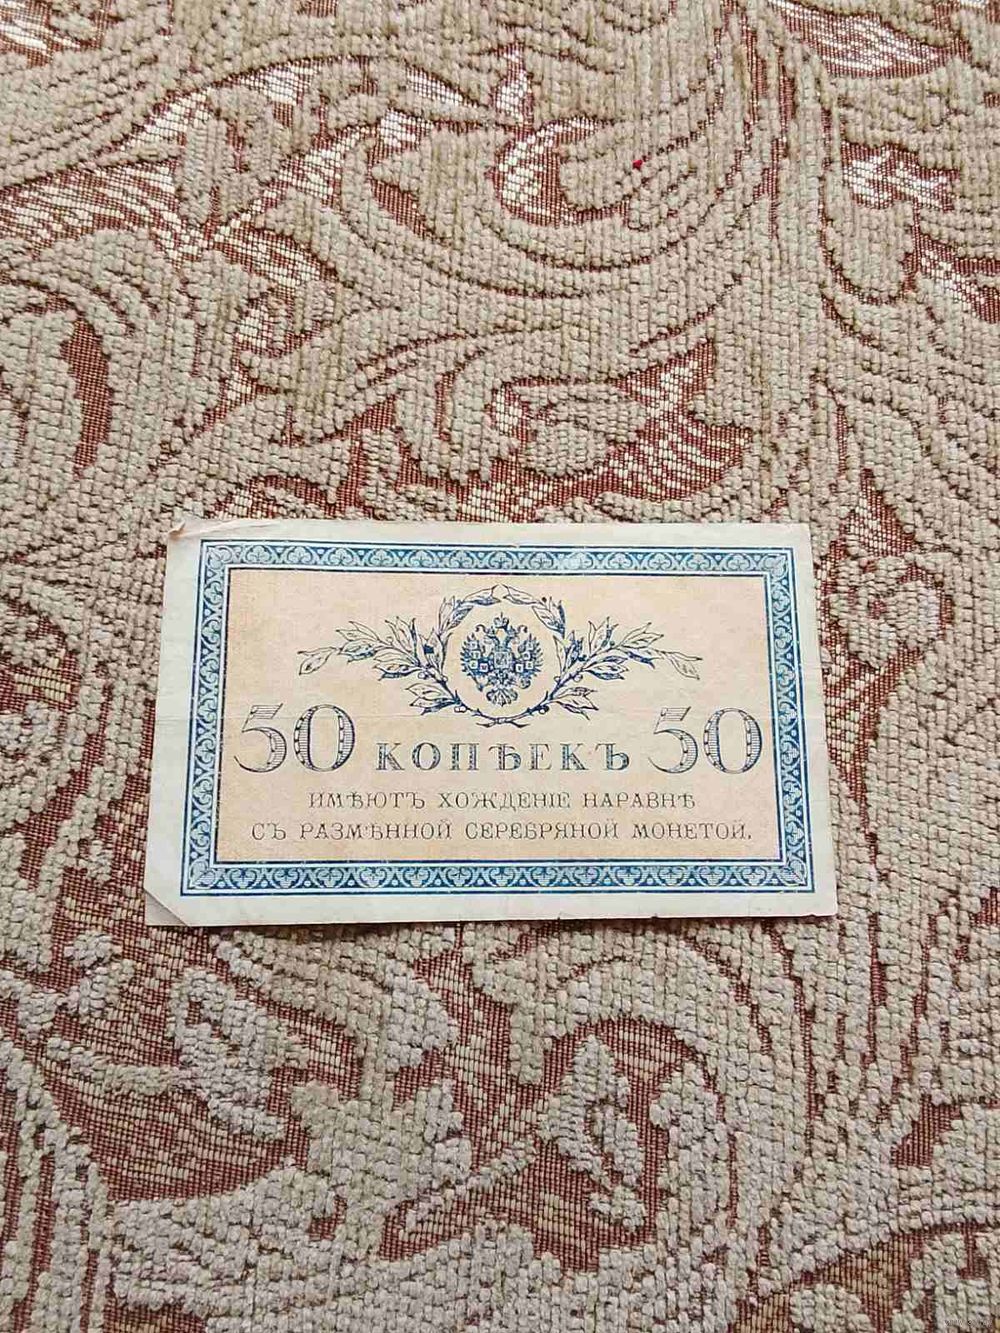 50 КОПѢЕКЪ 50
ИМѢЮТЪ ХОЖДЕНІЕ НАРАВНѢ
СЪ РАЗМѢННОЙ СЕРЕБРЯНОЙ МОНЕТОЙ.